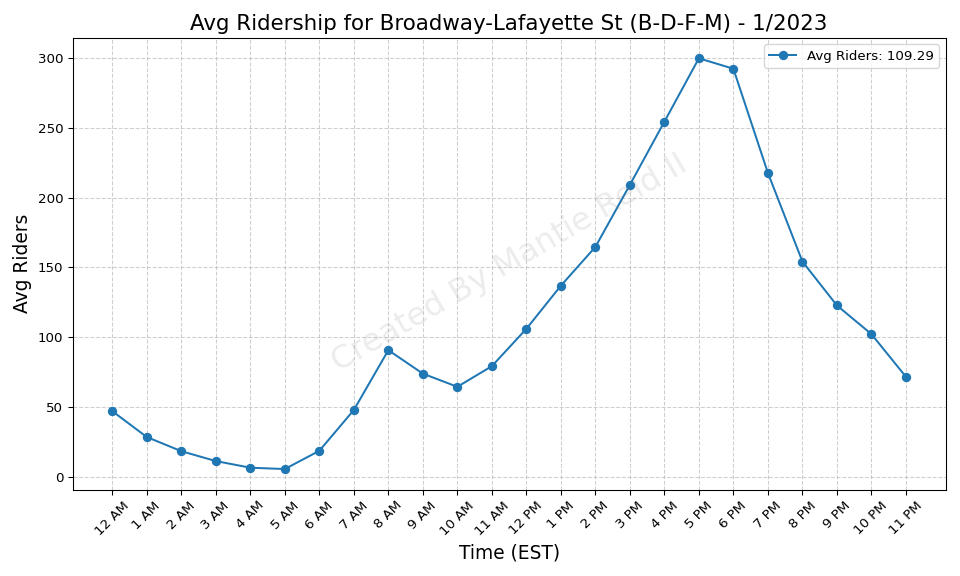 Avg Ridership for Broadway-Lafayette St (B-D-F-M) - 1/2023
Avg Riders: 109.29
300
250
200
150
100
50
0
Avg Riders
Created By Mantle Reid II
12 AM
1 AM
2 AM
3 AM
4 AM
5 AM
6 AM
7 AM
8 AM
9 AM
10 AM
11 AM
12 PM
1 PM
2 PM
3 PM
4 PM
5 PM
6 PM
7 PM
8 PM
9 PM
10 PM
11 PM
Time (EST)